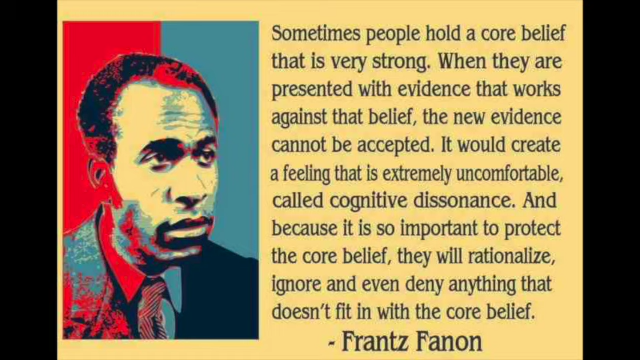 Sometimes people hold a core belief
that is very strong. When they are
presented with evidence that works
against that belief, the new evidence
cannot be accepted. It would create
a feeling that is extremely uncomfortable,
called cognitive dissonance. And
because it is so important to protect
the core belief, they will rationalize,
ignore and even deny anything that
doesn't fit in with the core belief.
- Frantz Fanon